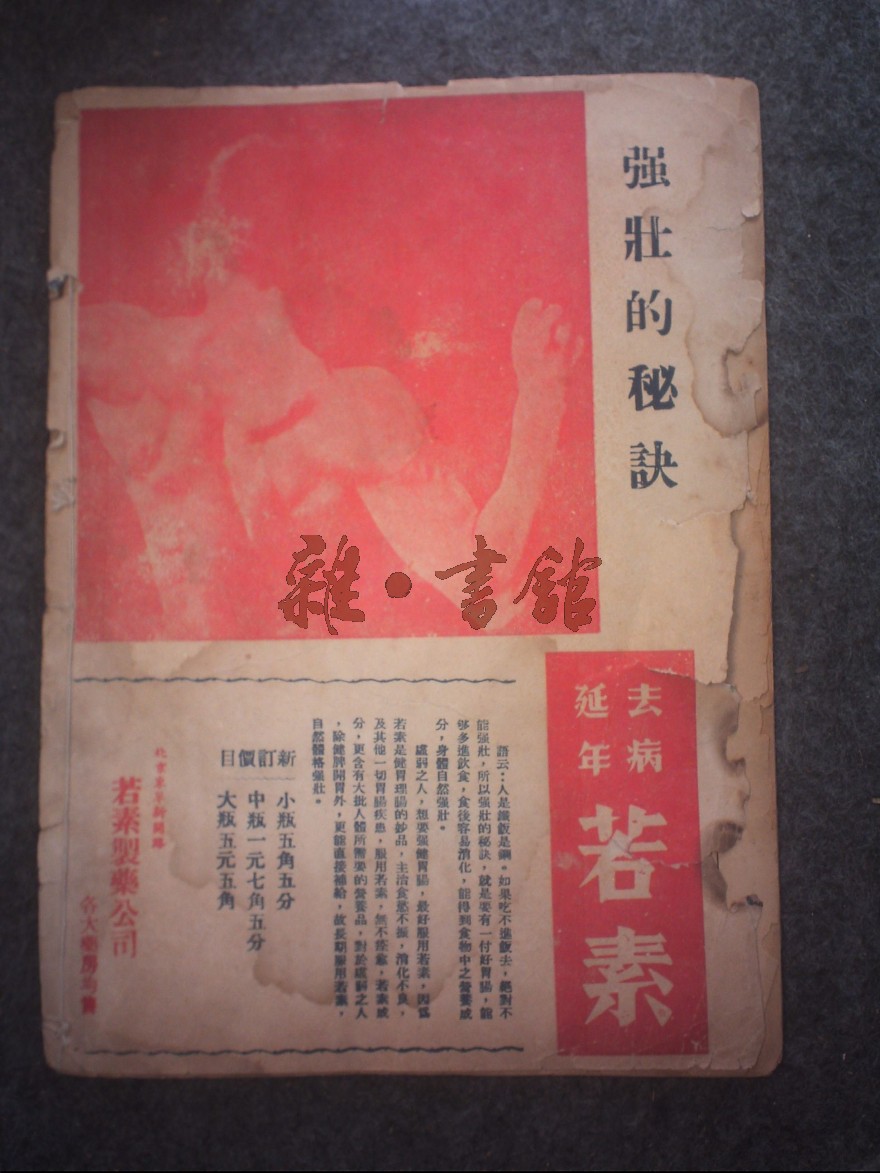 强壯的秘訣
去病
延年
若素
語云：人是鐵飯是鋼。如果吃不進飯去，絕對不
能强壯，所以强壯的秘訣，就是要有一付好胃腸，能
够多進飲食，食後容易消化，能得到食物中之營養成
分，身體自然强壯。
虛弱之人，想要强健胃腸，最好服用若素，因爲
若素是健胃理腸的妙品，主治食慾不振，消化不良，
及其他一切胃腸疾患，服用若素，無不痊癒，若素成
分，更含有大批人體所需要的營養品，對於虛弱之人
，除健脾開胃外，更能直接補給，故長期服用若素，
自然體格强壯。
新訂價目
小瓶五角五分
中瓶一元七角五分
大瓶五元五角
若素製藥公司
各大藥房均售
雜·書館